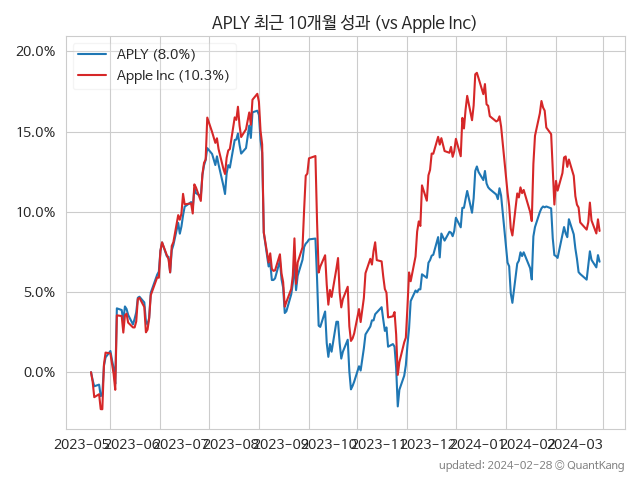 APLY 최근 10개월 성과 (vs Apple Inc)
20.0%
15.0%
10.0%
5.0%
0.0%
APLY (8.0%)
Apple Inc (10.3%)
2023-05 2023-06 2023-07 2023-08 2023-09 2023-10 2023-11 2023-12 2024-01 2024-02 2024-03
updated: 2024-02-28 © QuantKang